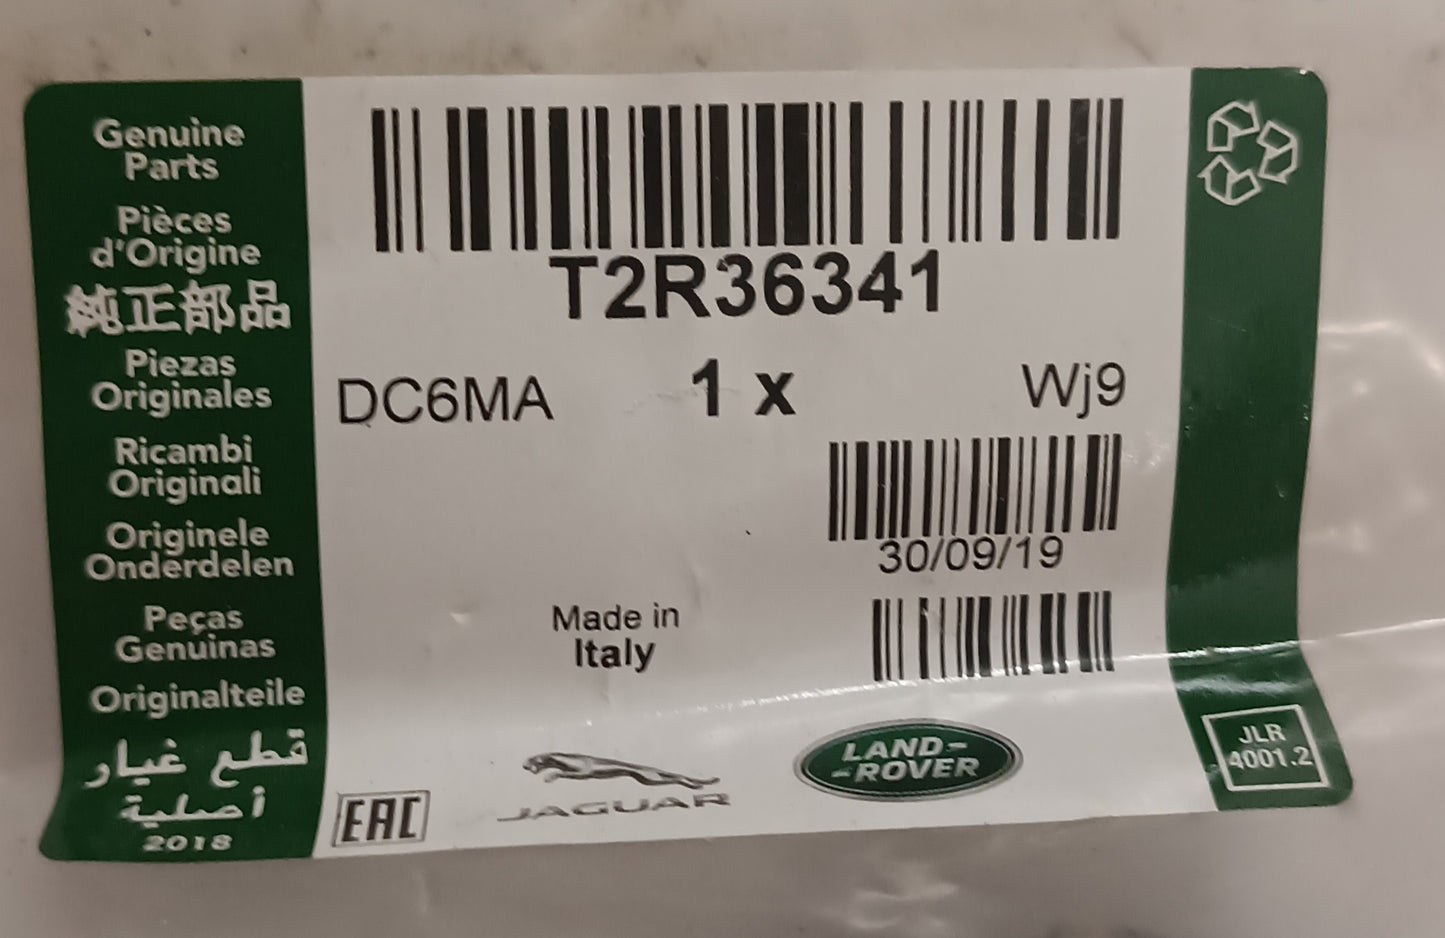 Genuine
Parts
Pièces
d'Origine
純正部品
Piezas
Originales
Ricambi
Originali
Originele
Onderdelen
Peças
Genuinas
Originalteile
قطع غيار
أصلية
2018
T2R36341
DC6MA 1 x Wj9
30/09/19
Made in
Italy
EAC
JAGUAR
LAND-
-ROVER
JLR
4001.2